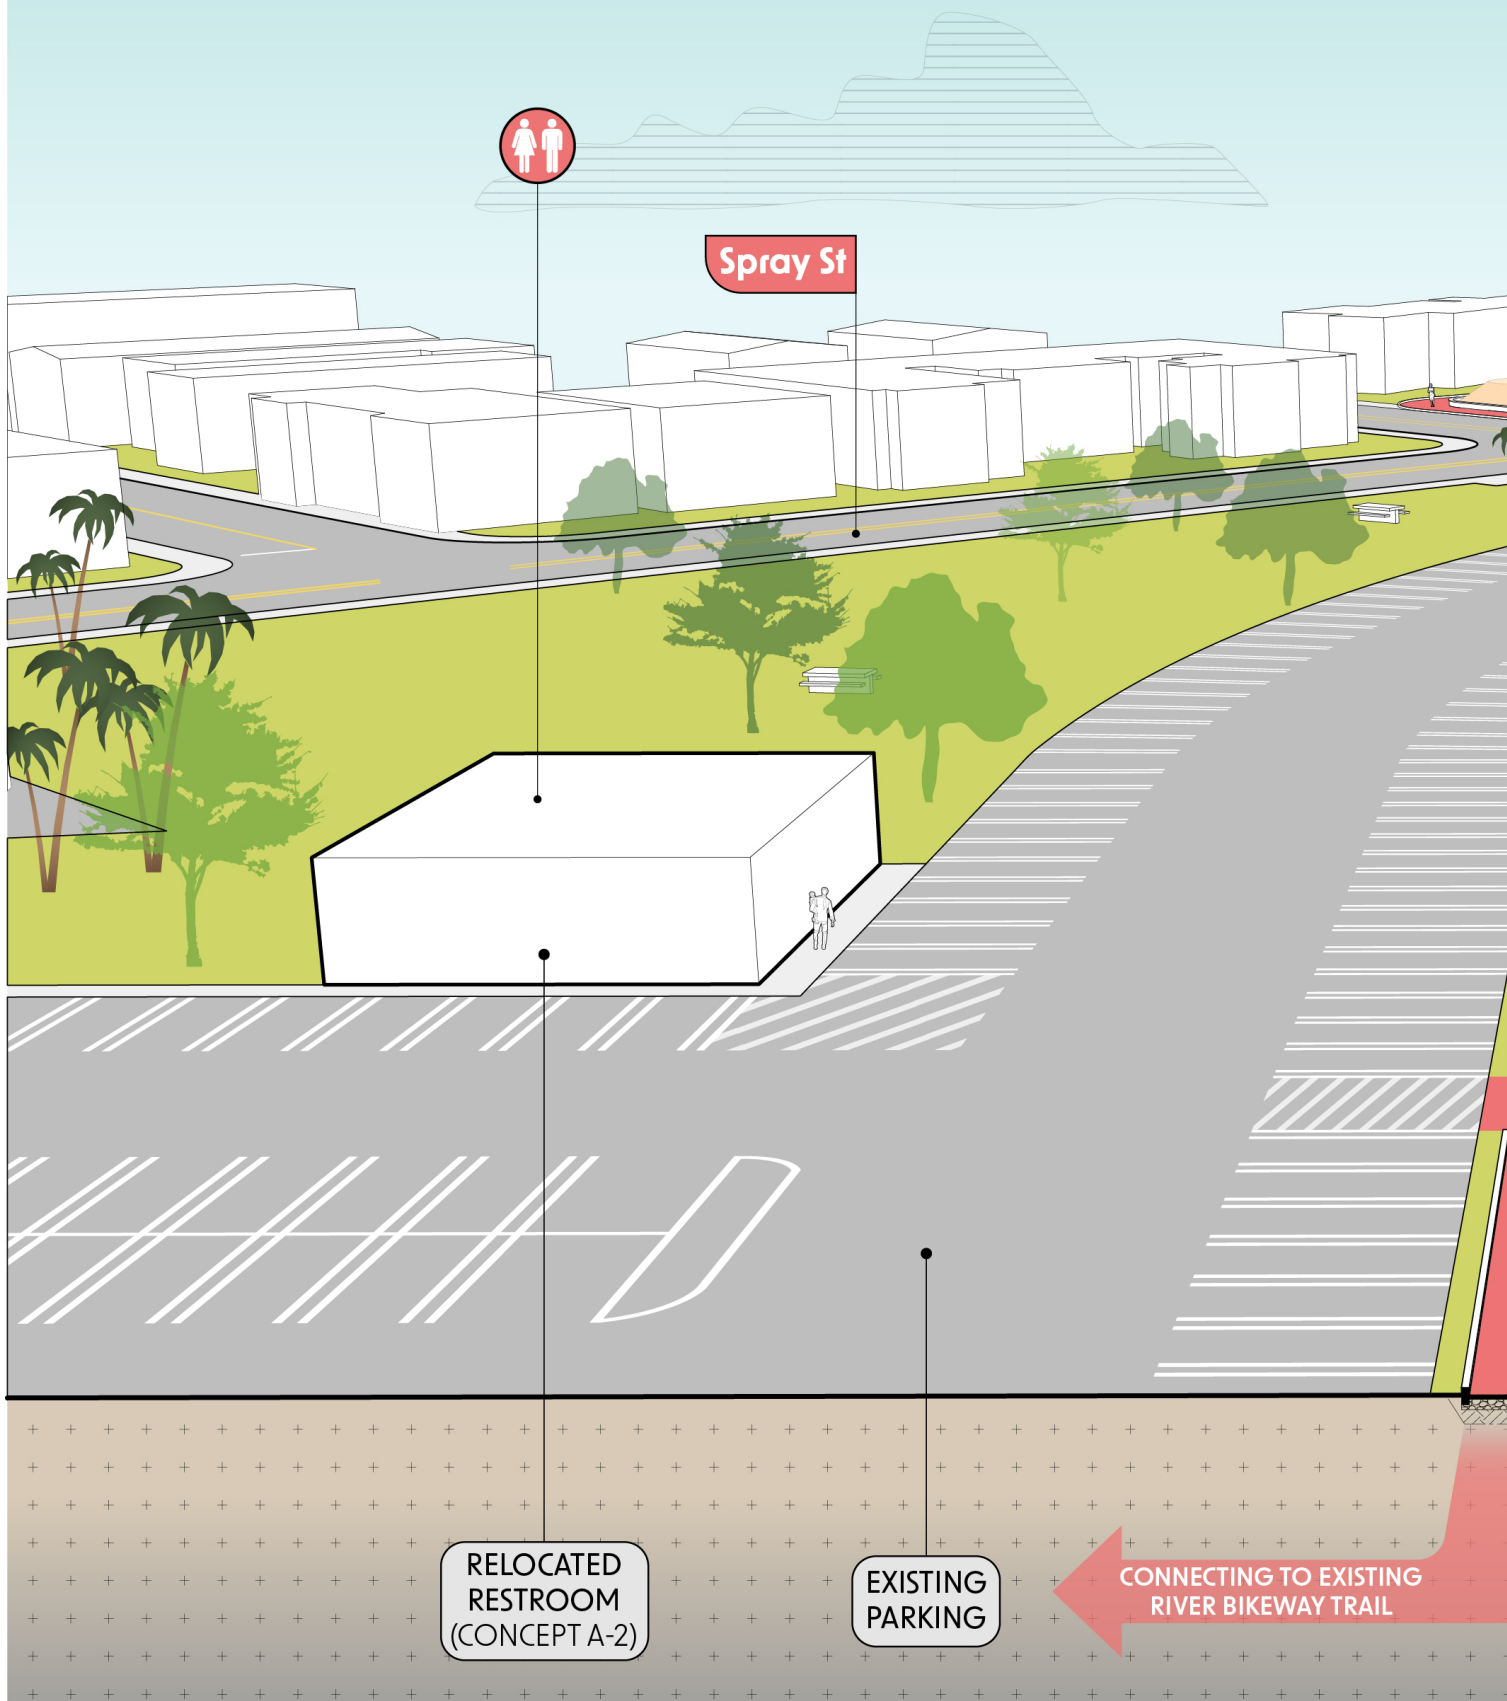 Spray St
RELOCATED
RESTROOM
(CONCEPT A-2)
EXISTING
PARKING
CONNECTING TO EXISTING
RIVER BIKEWAY TRAIL